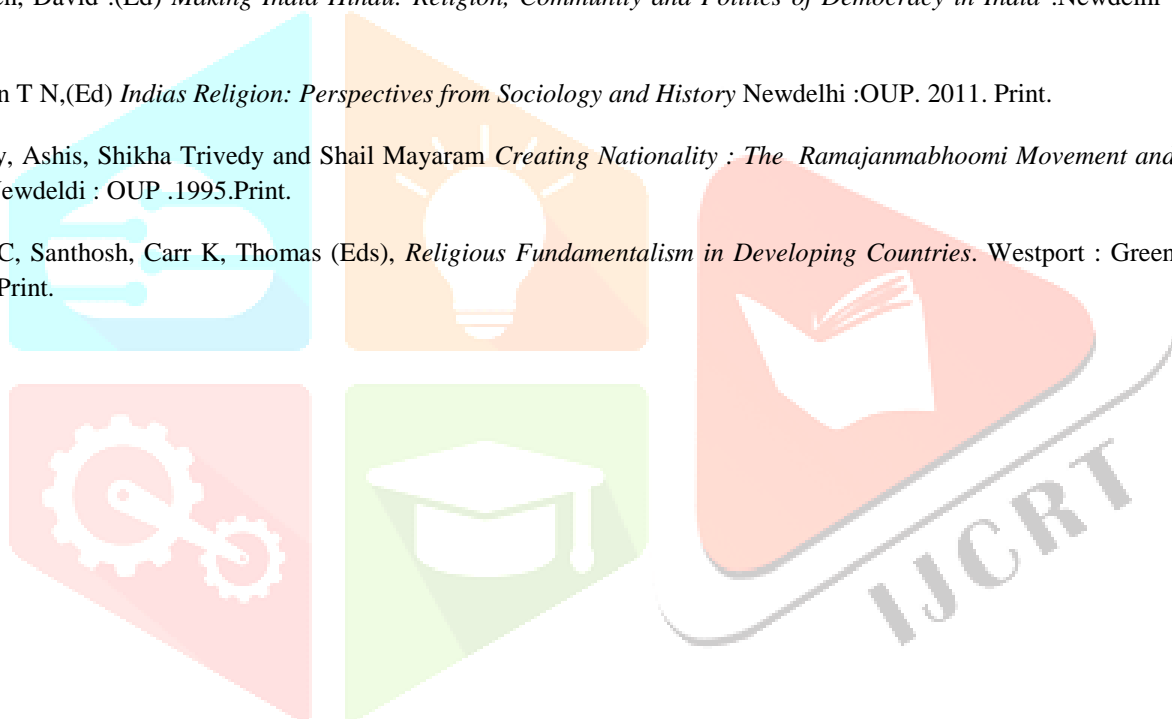 David .(Ed) Making India Hindu: Religion, Community and Politics of Democracy in India .Newdelhi
n T N,(Ed) Indias Religion: Perspectives from Sociology and History Newdelhi :OUP. 2011. Print.
y, Ashis, Shikha Trivedy and Shail Mayaram Creating Nationality : The Ramajanmabhoomi Movement and
Newdeldi : OUP .1995.Print.
C, Santhosh, Carr K, Thomas (Eds), Religious Fundamentalism in Developing Countries. Westport : Green
Print.
IJCRT